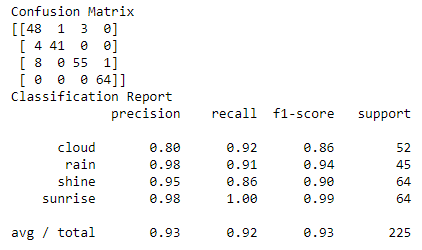 Confusion Matrix
[[48 1 3 0]
[ 4 41 0 0]
[ 8 0 55 1]
[ 0 0 0 64]]
Classification Report
precision recall f1-score support
cloud 0.80 0.92 0.86 52
rain 0.98 0.91 0.94 45
shine 0.95 0.86 0.90 64
sunrise 0.98 1.00 0.99 64
avg / total 0.93 0.92 0.93 225